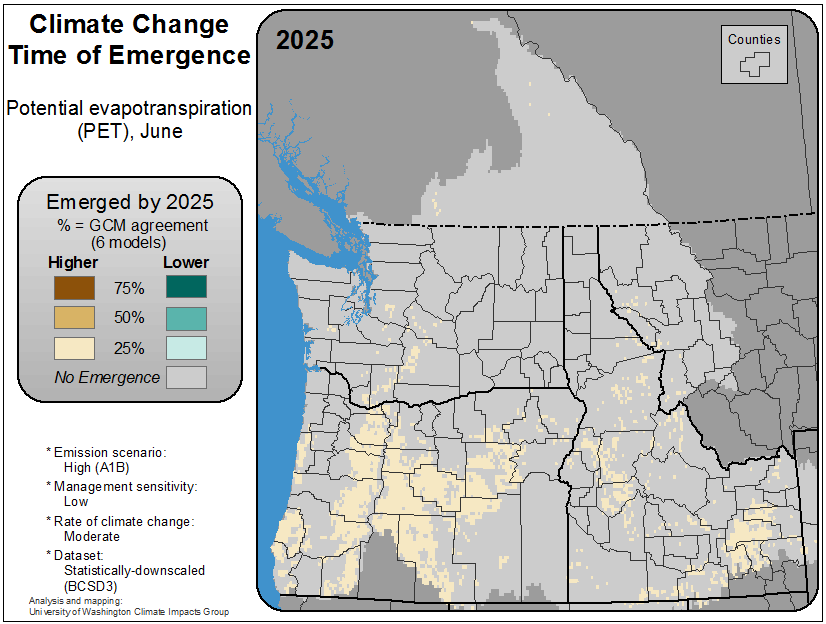 Climate Change
Time of Emergence
Potential evapotranspiration
(PET), June
Emerged by 2025
% = GCM agreement
(6 models)
Higher Lower
75%
50%
25%
No Emergence
* Emission scenario:
High (A1B)
* Management sensitivity:
Low
* Rate of climate change:
Moderate
* Dataset:
Statistically-downscaled
(BCSD3)
Analysis and mapping:
University of Washington Climate Impacts Group
2025
Counties